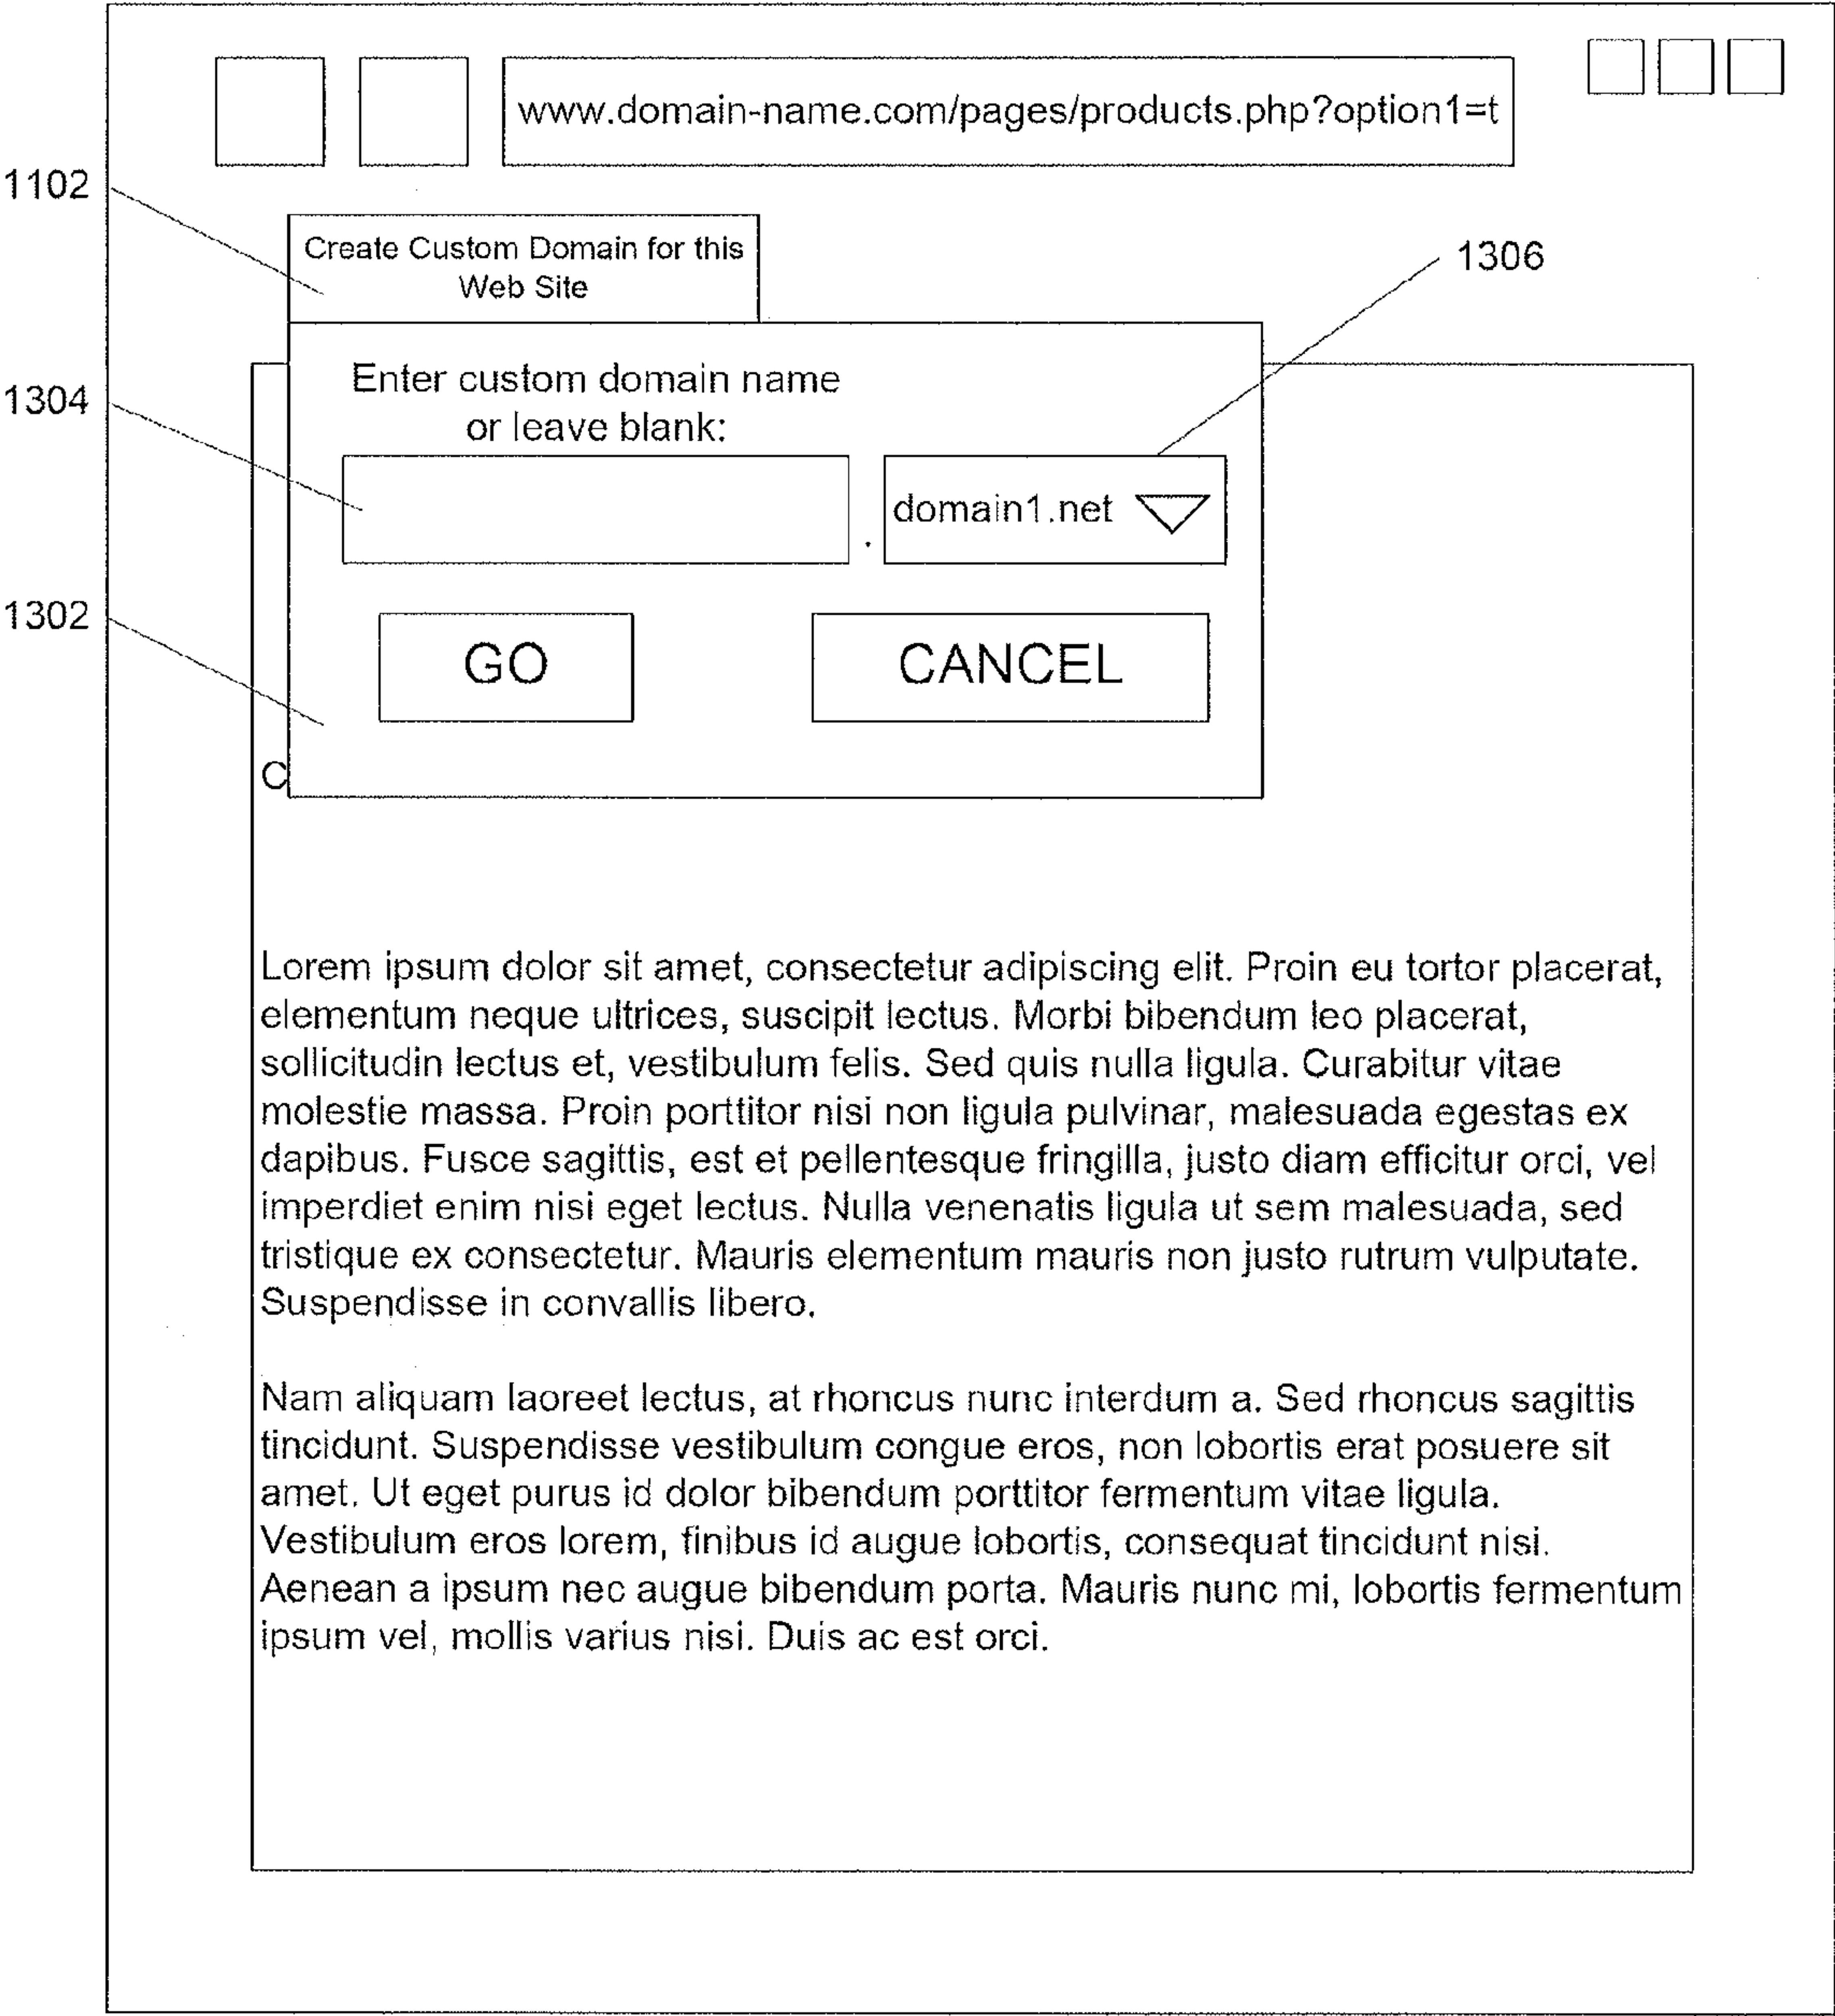 www.domain-name.com/pages/products.php?option1=t
1102
Create Custom Domain for this
Web Site
1306
1304
Enter custom domain name
or leave blank:
.
domain1.net
1302
GO
CANCEL
C
Lorem ipsum dolor sit amet, consectetur adipiscing elit. Proin eu tortor placerat,
elementum neque ultrices, suscipit lectus. Morbi bibendum leo placerat,
sollicitudin lectus et, vestibulum felis. Sed quis nulla ligula. Curabitur vitae
molestie massa. Proin porttitor nisi non ligula pulvinar, malesuada egestas ex
dapibus. Fusce sagittis, est et pellentesque fringilla, justo diam efficitur orci, vel
imperdiet enim nisi eget lectus. Nulla venenatis ligula ut sem malesuada, sed
tristique ex consectetur. Mauris elementum mauris non justo rutrum vulputate.
Suspendisse in convallis libero.
Nam aliquam laoreet lectus, at rhoncus nunc interdum a. Sed rhoncus sagittis
tincidunt. Suspendisse vestibulum congue eros, non lobortis erat posuere sit
amet. Ut eget purus id dolor bibendum porttitor fermentum vitae ligula.
Vestibulum eros lorem, finibus id augue lobortis, consequat tincidunt nisi.
Aenean a ipsum nec augue bibendum porta. Mauris nunc mi, lobortis fermentum
ipsum vel, mollis varius nisi. Duis ac est orci.